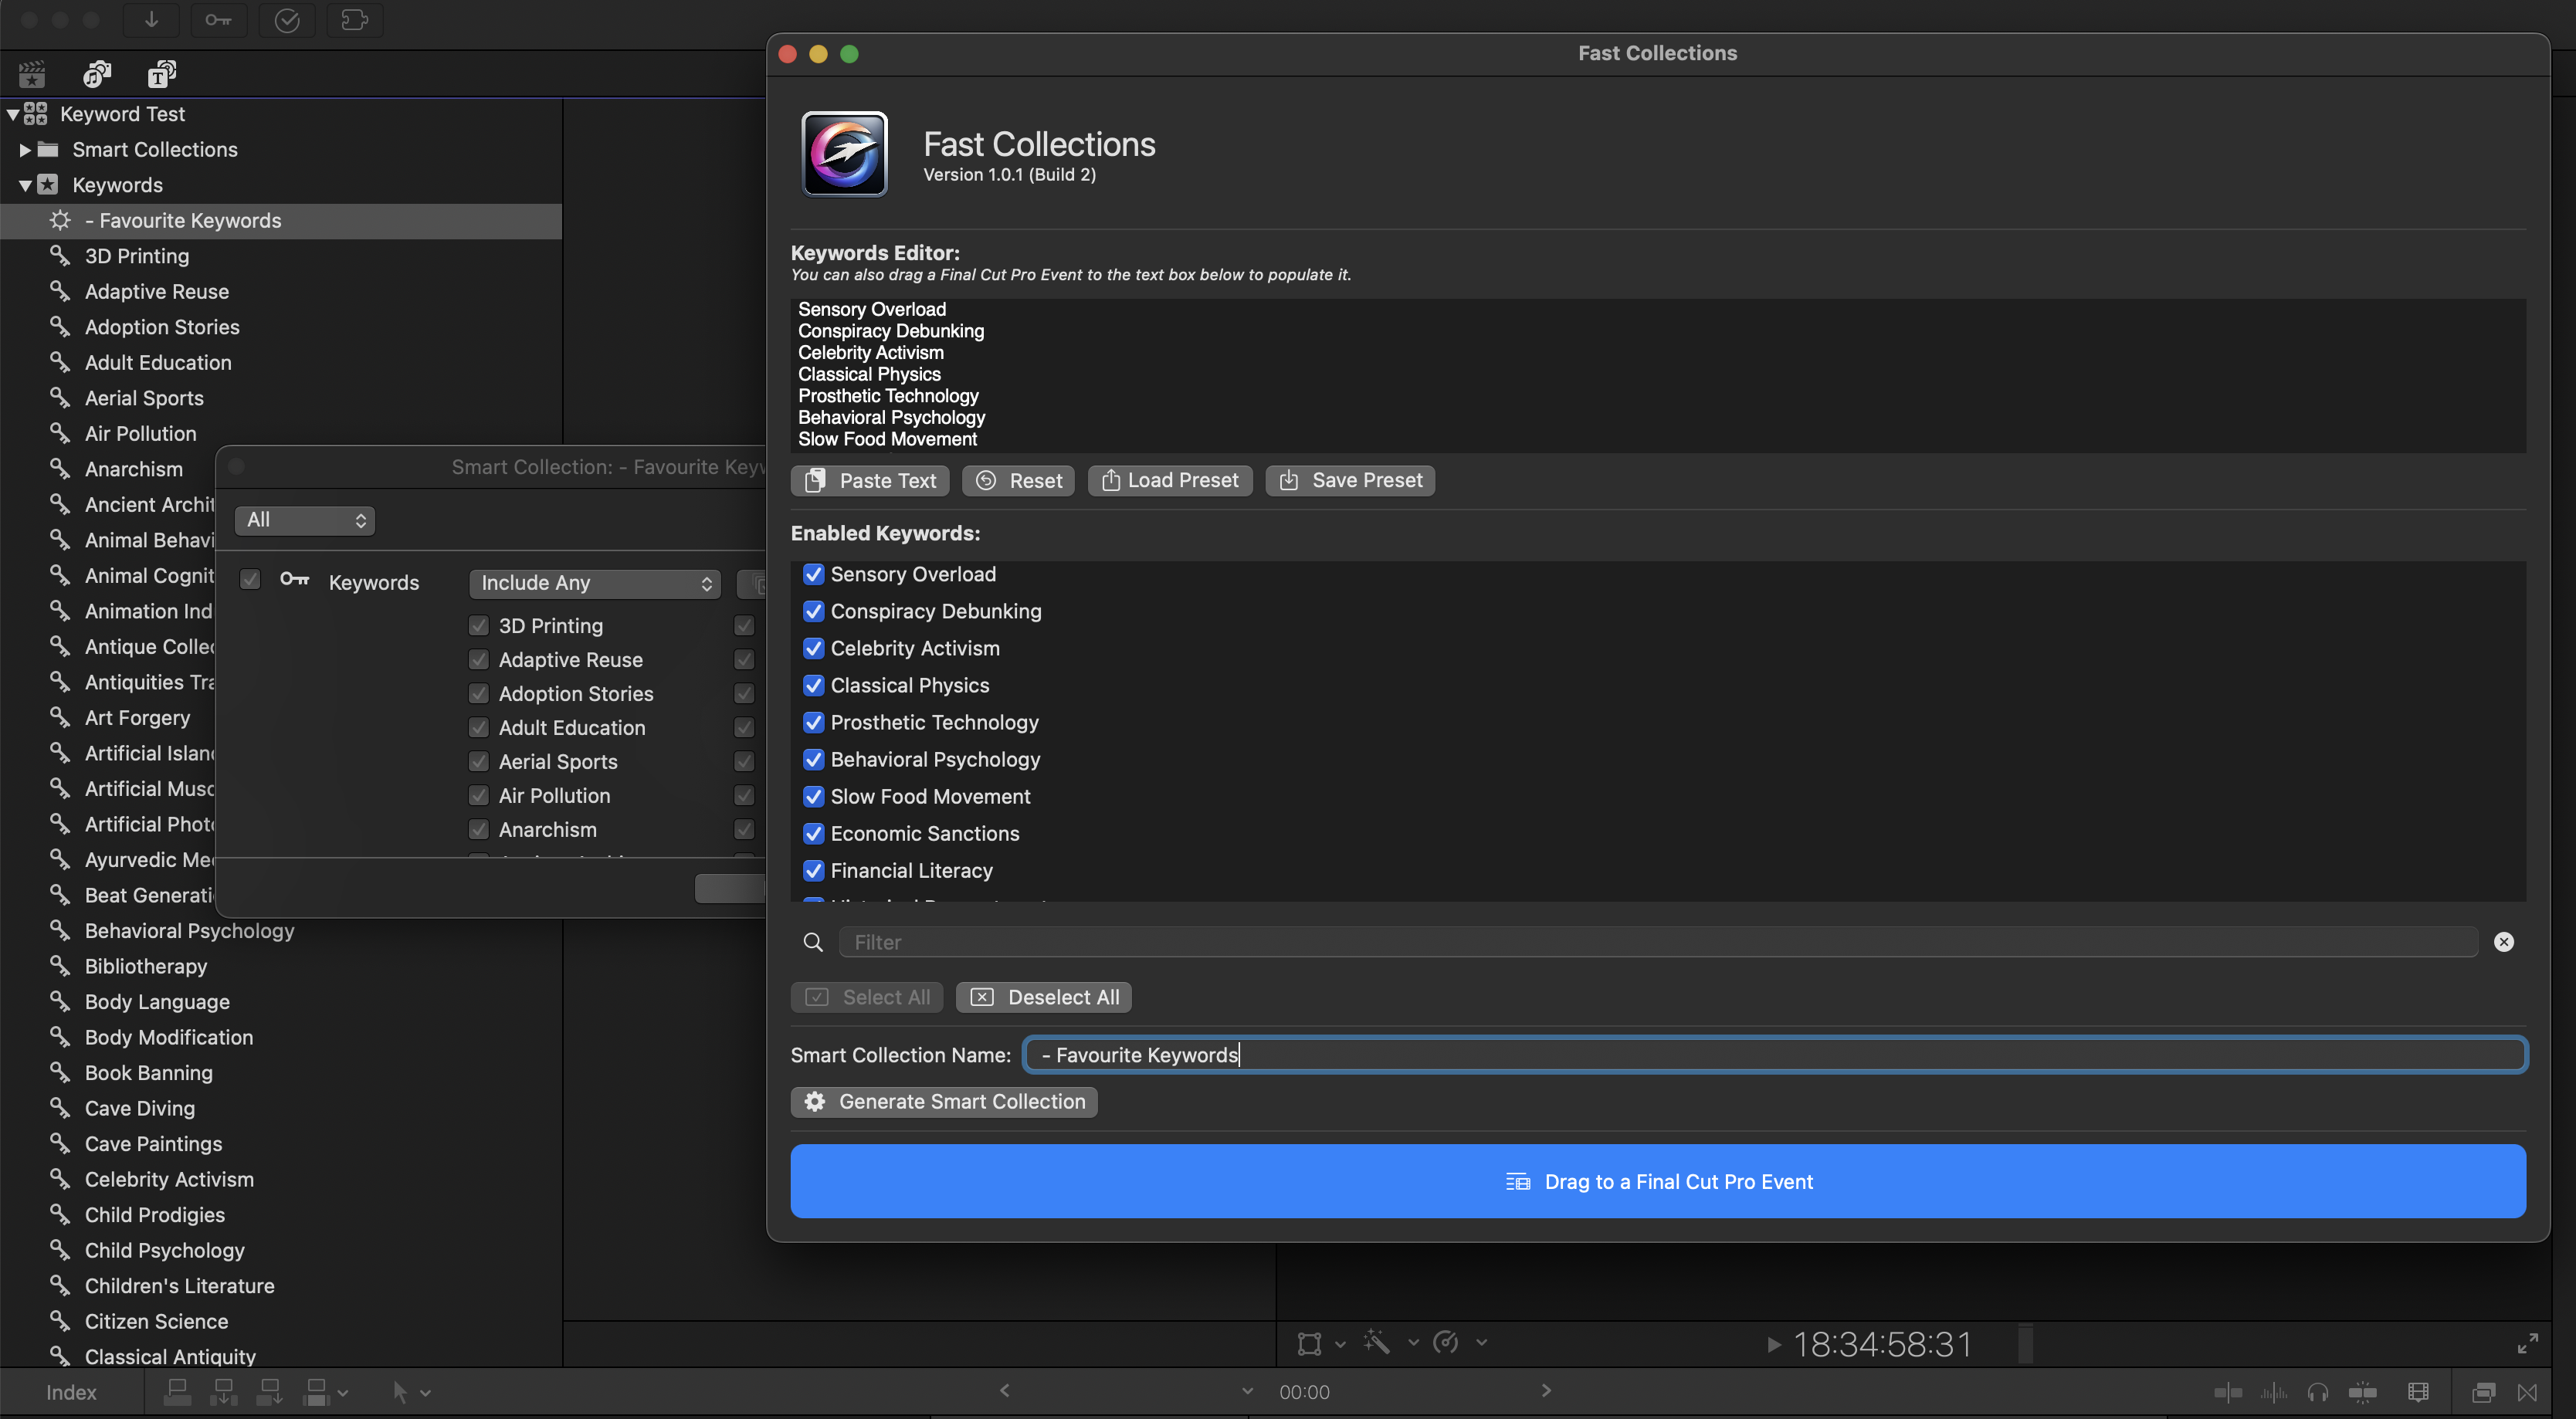 Keyword Test
Smart Collections
Keywords
- Favourite Keywords
3D Printing
Adaptive Reuse
Adoption Stories
Adult Education
Aerial Sports
Air Pollution
Anarchism
Ancient Archit
Animal Behavi
Animal Cognit
Animation Ind
Antique Collec
Antiquities Tra
Art Forgery
Artificial Islan
Artificial Musc
Artificial Phot
Ayurvedic Me
Beat Generati
Behavioral Psychology
Bibliotherapy
Body Language
Body Modification
Book Banning
Cave Diving
Cave Paintings
Celebrity Activism
Child Prodigies
Child Psychology
Children's Literature
Citizen Science
Classical Antiquity
Smart Collection: - Favourite Keyw
All
Keywords
Include Any
3D Printing
Adaptive Reuse
Adoption Stories
Adult Education
Aerial Sports
Air Pollution
Anarchism
Fast Collections
Fast Collections
Version 1.0.1 (Build 2)
Keywords Editor:
You can also drag a Final Cut Pro Event to the text box below to populate it.
Sensory Overload
Conspiracy Debunking
Celebrity Activism
Classical Physics
Prosthetic Technology
Behavioral Psychology
Slow Food Movement
Paste Text Reset Load Preset Save Preset
Enabled Keywords:
Sensory Overload
Conspiracy Debunking
Celebrity Activism
Classical Physics
Prosthetic Technology
Behavioral Psychology
Slow Food Movement
Economic Sanctions
Financial Literacy
Filter
Select All Deselect All
Smart Collection Name: - Favourite Keywords
Generate Smart Collection
Drag to a Final Cut Pro Event
18:34:58:31
Index
00:00